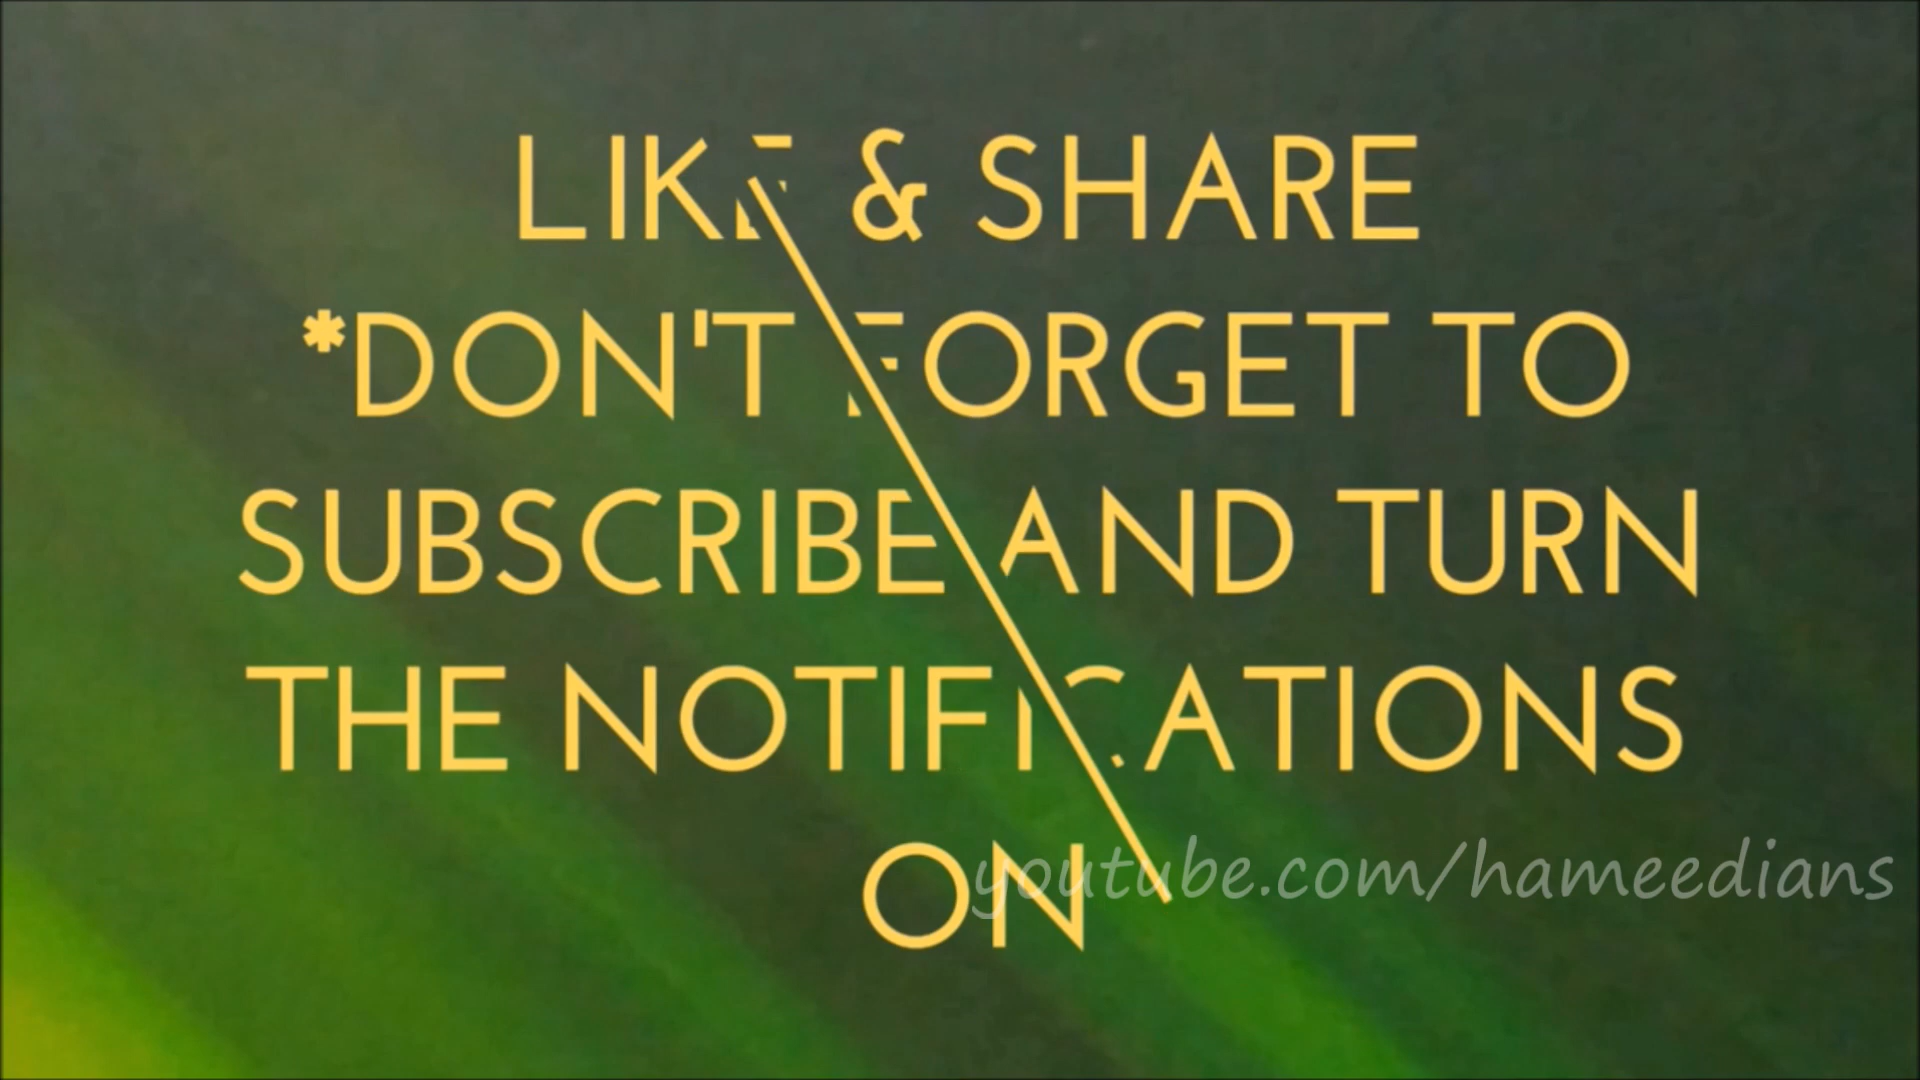 LIKE & SHARE
*DON'T FORGET TO
SUBSCRIBE AND TURN
THE NOTIFICATIONS
ON
youtube.com/hameedians